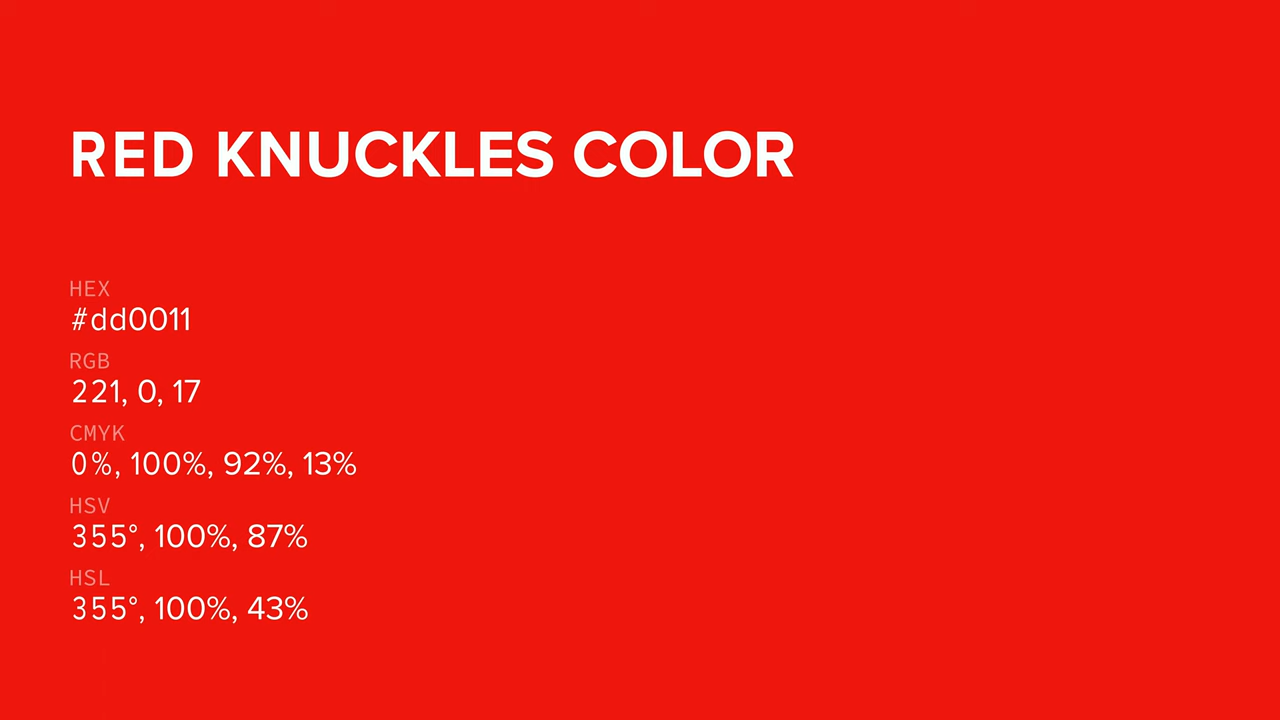 RED KNUCKLES COLOR
HEX
#dd0011
RGB
221, 0, 17
CMYK
0%, 100%, 92%, 13%
HSV
355°, 100%, 87%
HSL
355°, 100%, 43%